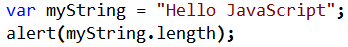 var myString = "Hello JavaScript";
alert(myString.length);